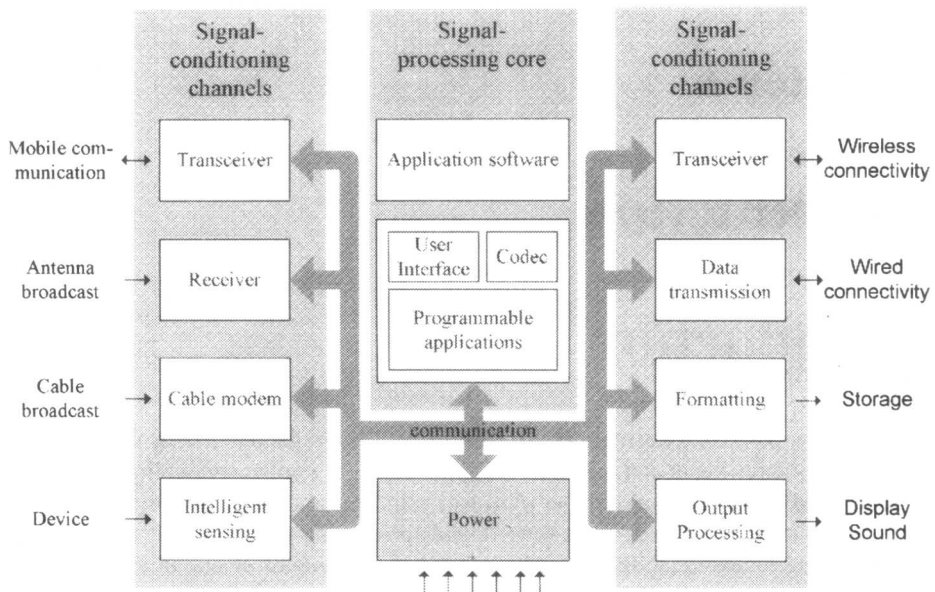 Signal-
conditioning
channels
Signal-
processing core
Signal-
conditioning
channels
Mobile com-
munication
Transceiver
Application software
Transceiver
Wireless
connectivity
Antenna
broadcast
Receiver
User
Interface
Codec
Data
transmission
Wired
connectivity
Programmable
applications
Cable
broadcast
Cable modem
Formatting
Storage
communication
Device
Intelligent
sensing
Power
Output
Processing
Display
Sound